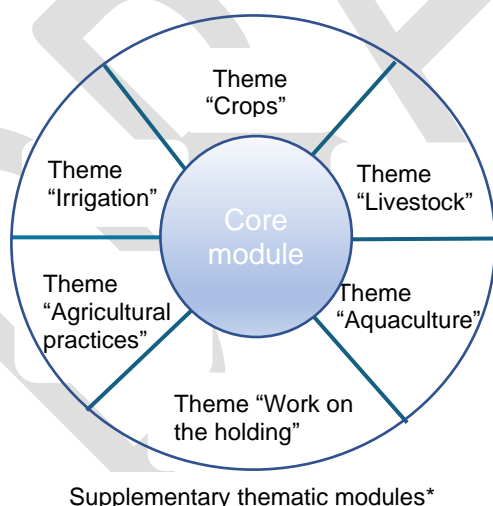 Theme
“Crops”
Theme
“Irrigation”
Theme
“Livestock”
Core
module
Theme
“Agricultural
practices”
Theme
“Aquaculture”
Theme “Work on
the holding”
Supplementary thematic modules*